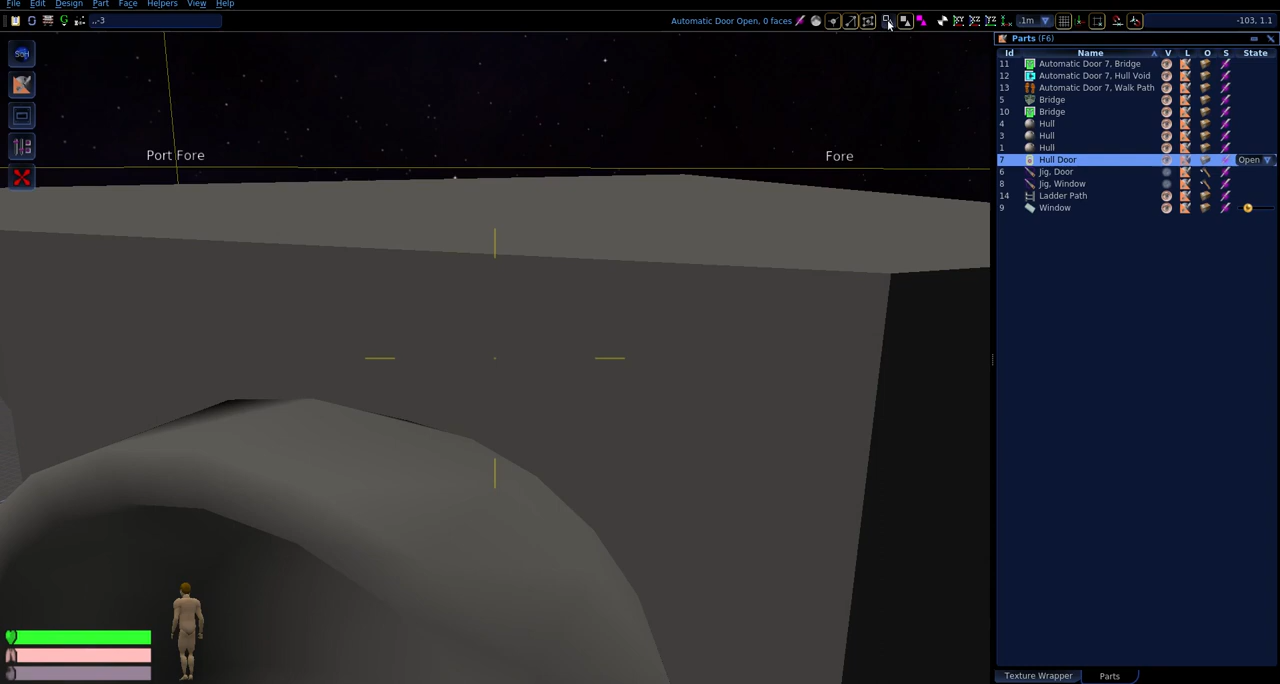 File Edit Design Part Face Helpers View Help
..-3
Automatic Door Open, 0 faces
1m
-103, 1.1
SoH
Port Fore
Fore
Parts (F6)
Id Name V L O S State
11 Automatic Door 7, Bridge
12 Automatic Door 7, Hull Void
13 Automatic Door 7, Walk Path
5 Bridge
10 Bridge
4 Hull
3 Hull
1 Hull
7 Hull Door Open
6 Jig, Door
8 Jig, Window
14 Ladder Path
9 Window
Texture Wrapper Parts